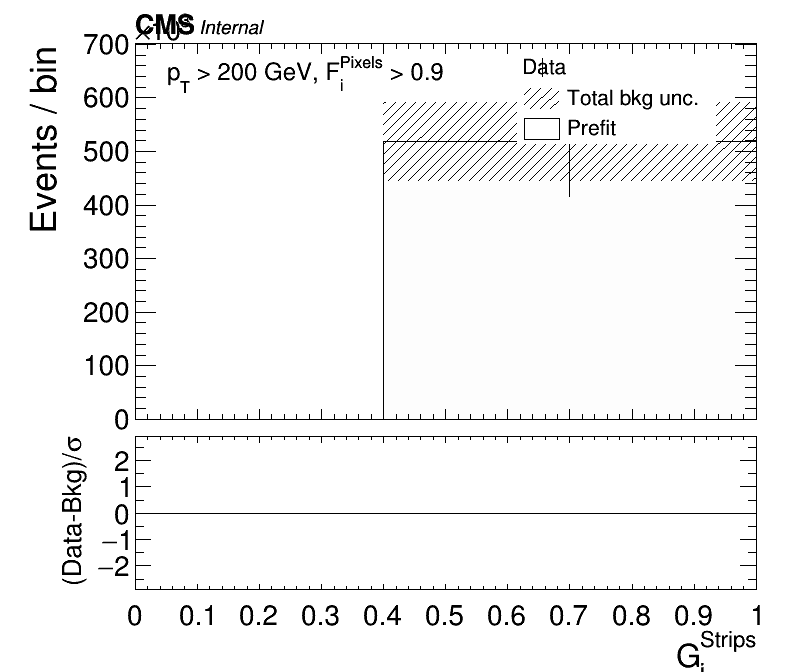 CMS Internal
700
600
500
400
300
200
100
0
Events / bin
p_T > 200 GeV, F_i^Pixels > 0.9
Data
Total bkg unc.
Prefit
(Data-Bkg)/σ
2
1
0
−1
−2
0 0.1 0.2 0.3 0.4 0.5 0.6 0.7 0.8 0.9 1
G_i^Strips